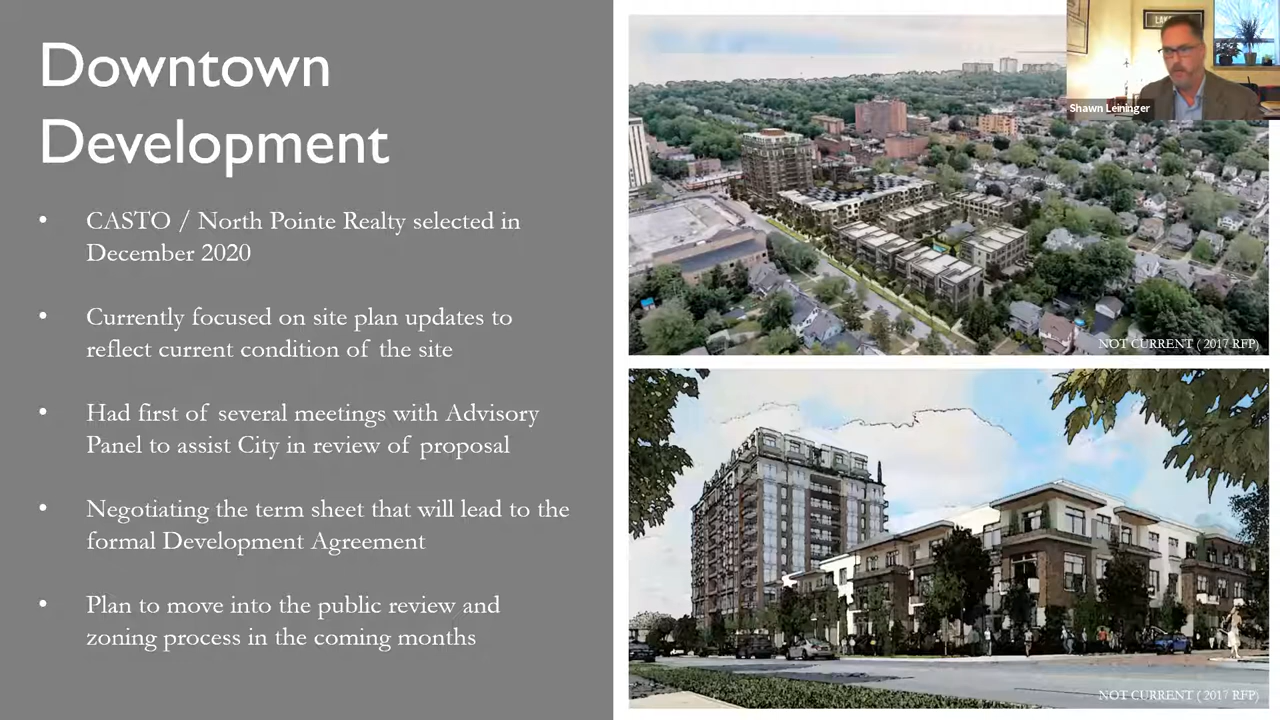 Downtown
Development
• CASTO / North Pointe Realty selected in
December 2020
• Currently focused on site plan updates to
reflect current condition of the site
• Had first of several meetings with Advisory
Panel to assist City in review of proposal
• Negotiating the term sheet that will lead to the
formal Development Agreement
• Plan to move into the public review and
zoning process in the coming months
Shawn Leininger
NOT CURRENT ( 2017 RFP)
NOT CURRENT ( 2017 RFP)